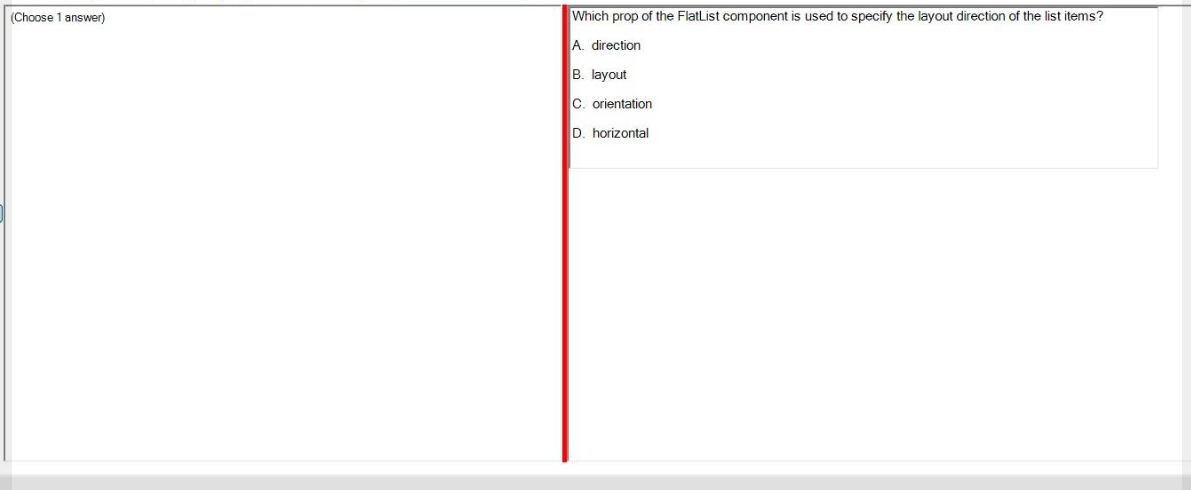 (Choose 1 answer)
Which prop of the FlatList component is used to specify the layout direction of the list items?
A. direction
B. layout
C. orientation
D. horizontal